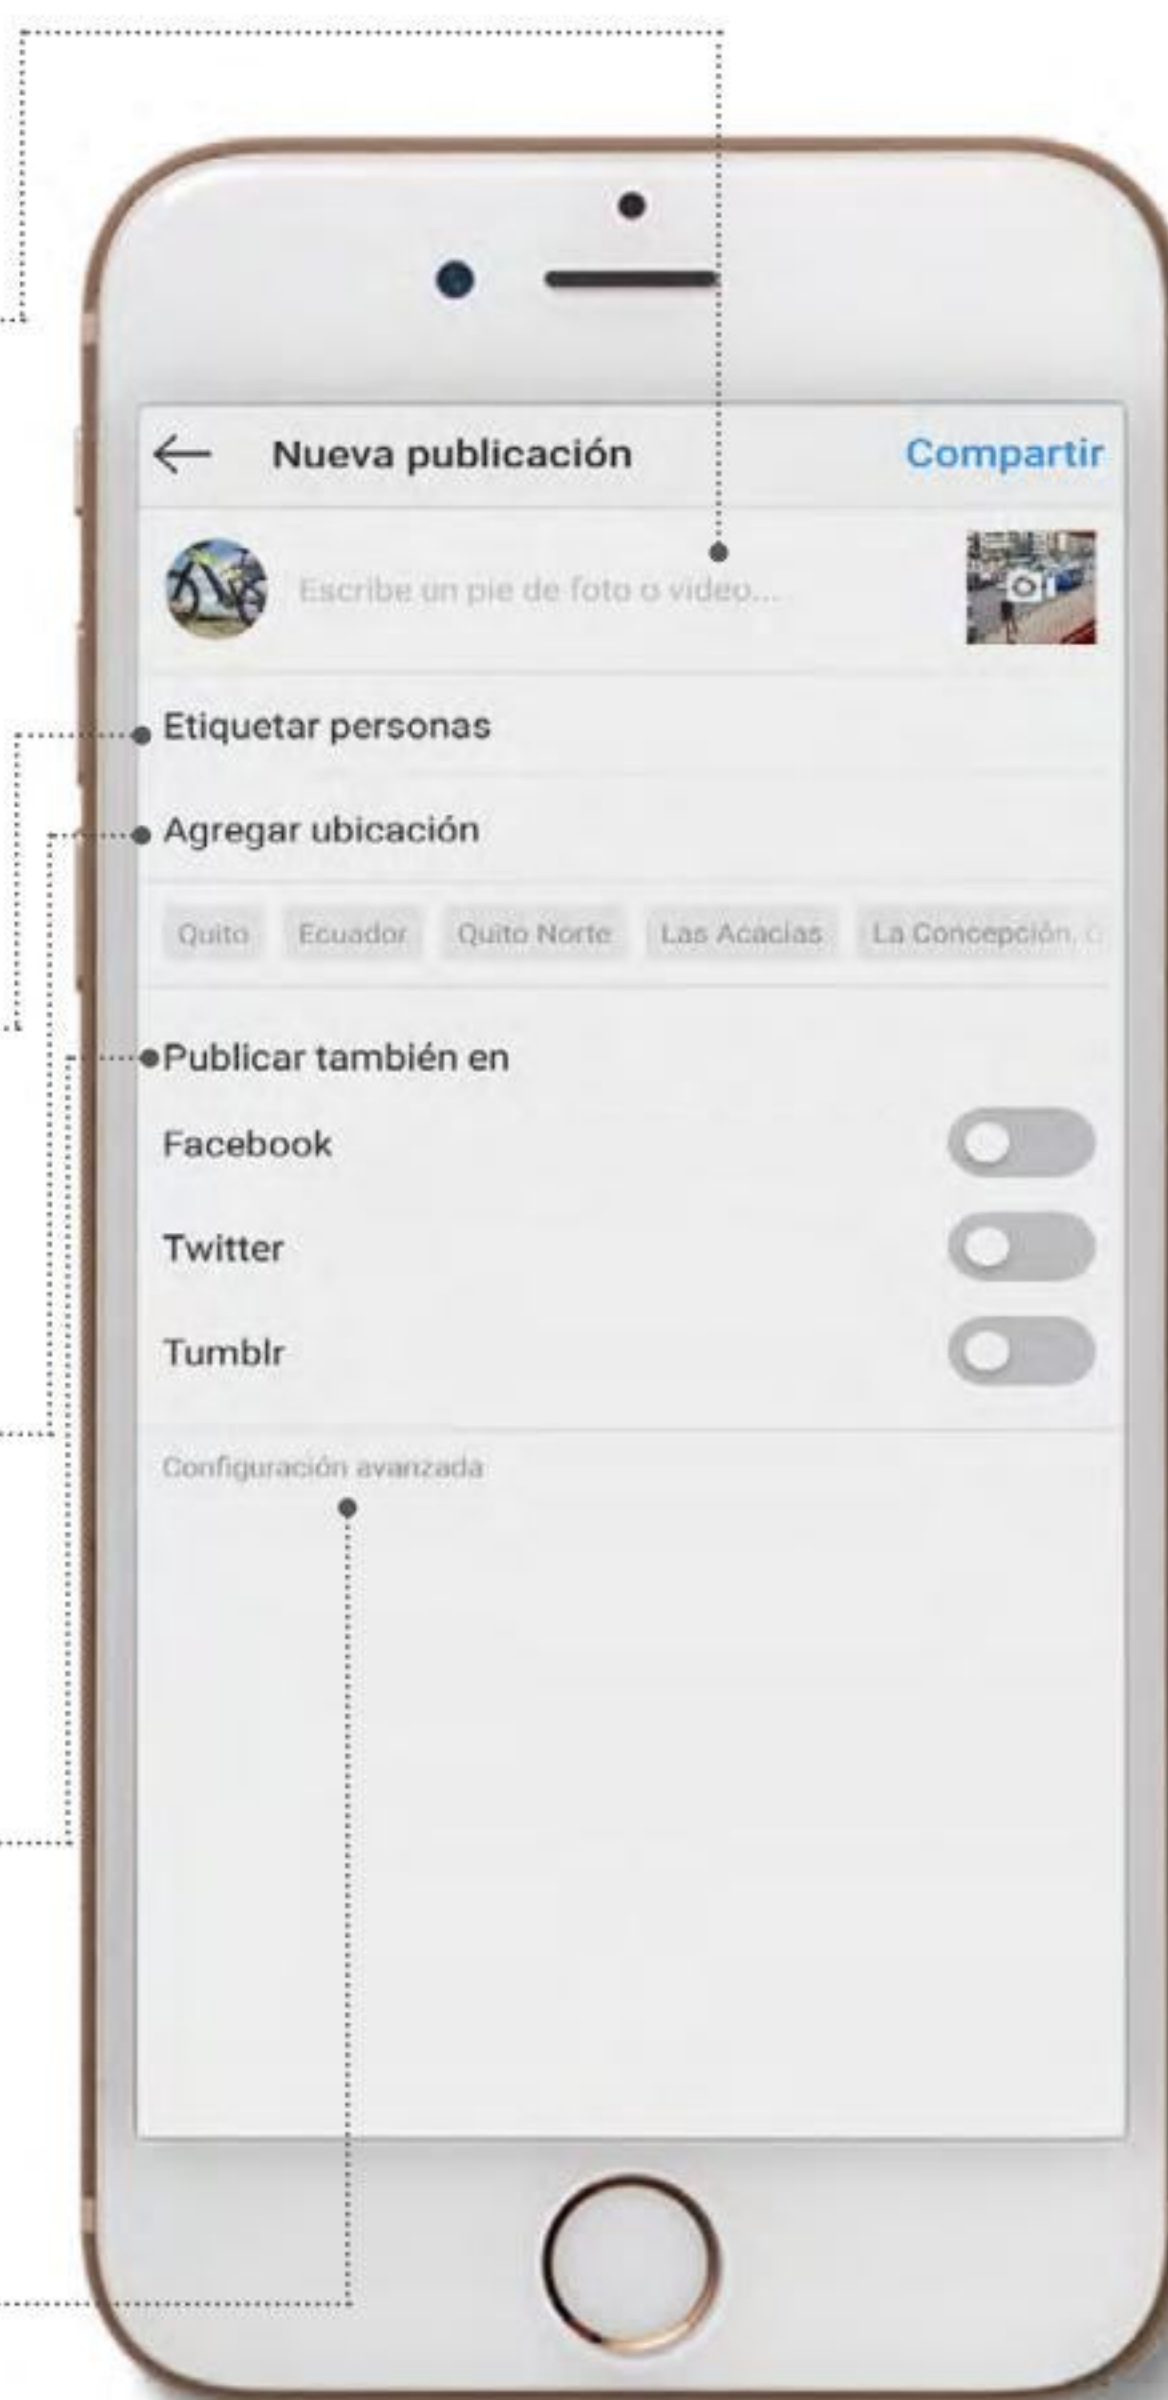 Nueva publicación Compartir
Escribe un pie de foto o video...
Etiquetar personas
Agregar ubicación
Quito Ecuador Quito Norte Las Acacias La Concepción,
Publicar también en
Facebook
Twitter
Tumblr
Configuración avanzada